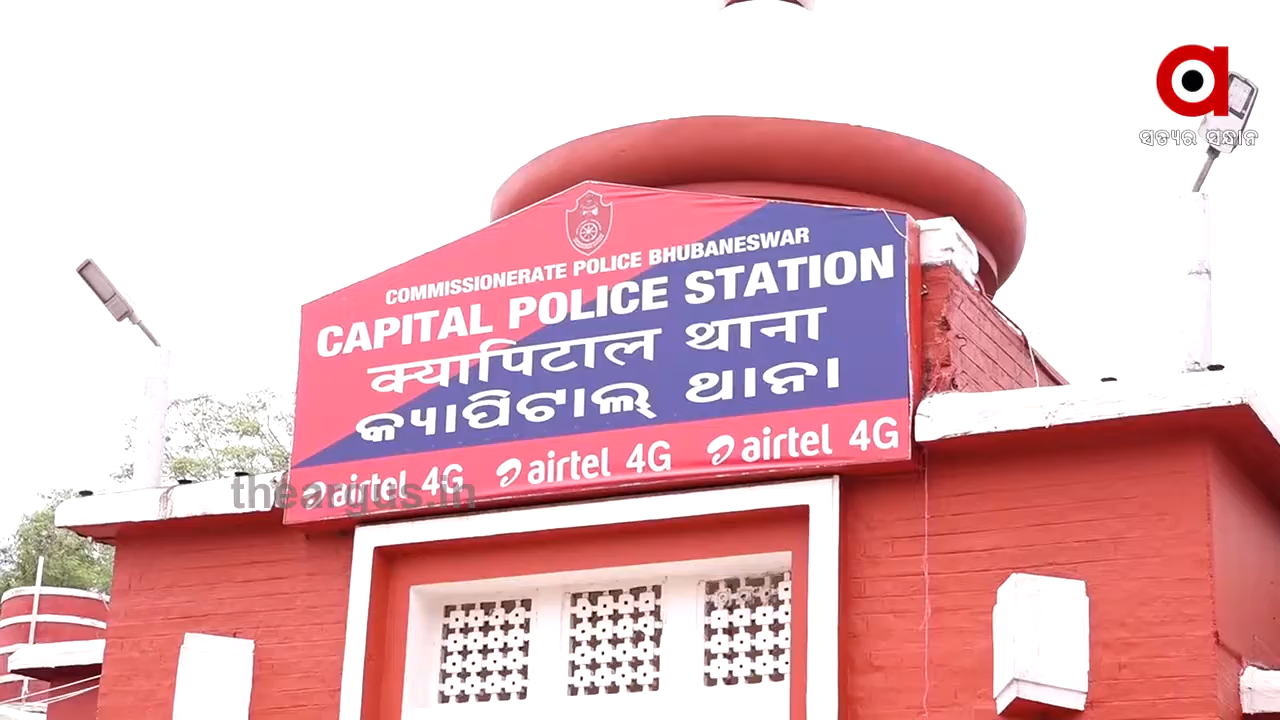 ସତ୍ୟର ସନ୍ଧାନ
COMMISSIONERATE POLICE BHUBANESWAR
CAPITAL POLICE STATION
क्यापिटाल थाना
କ୍ୟାପିଟାଲ୍ ଥାନା
airtel 4G airtel 4G airtel 4G
theargus.in